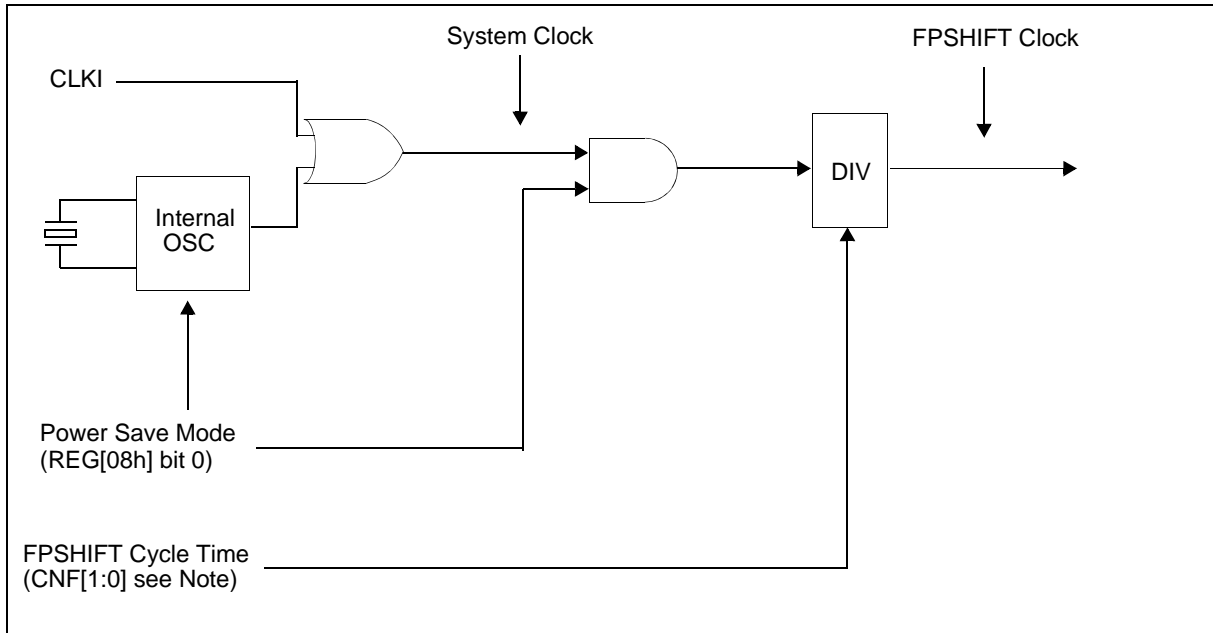 System Clock
FPSHIFT Clock
CLKI
Internal
OSC
DIV
Power Save Mode
(REG[08h] bit 0)
FPSHIFT Cycle Time
(CNF[1:0] see Note)